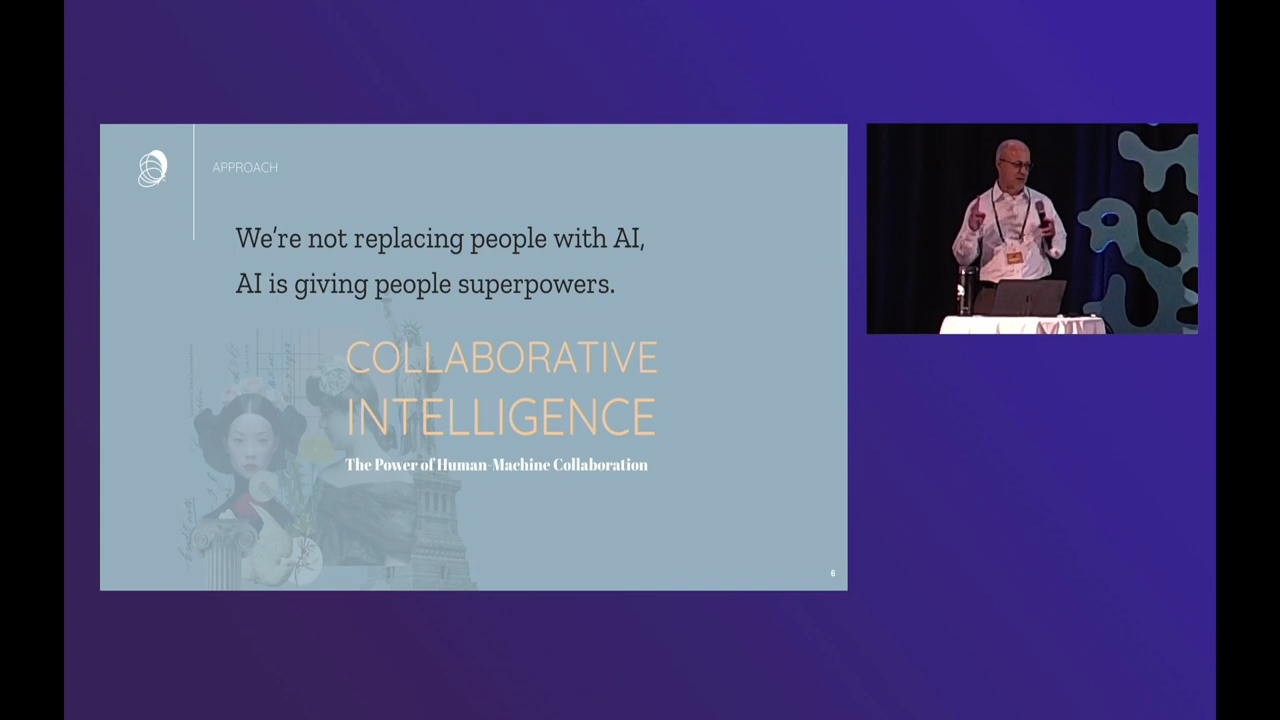 APPROACH
We're not replacing people with AI,
AI is giving people superpowers.
COLLABORATIVE
INTELLIGENCE
The Power of Human-Machine Collaboration
6